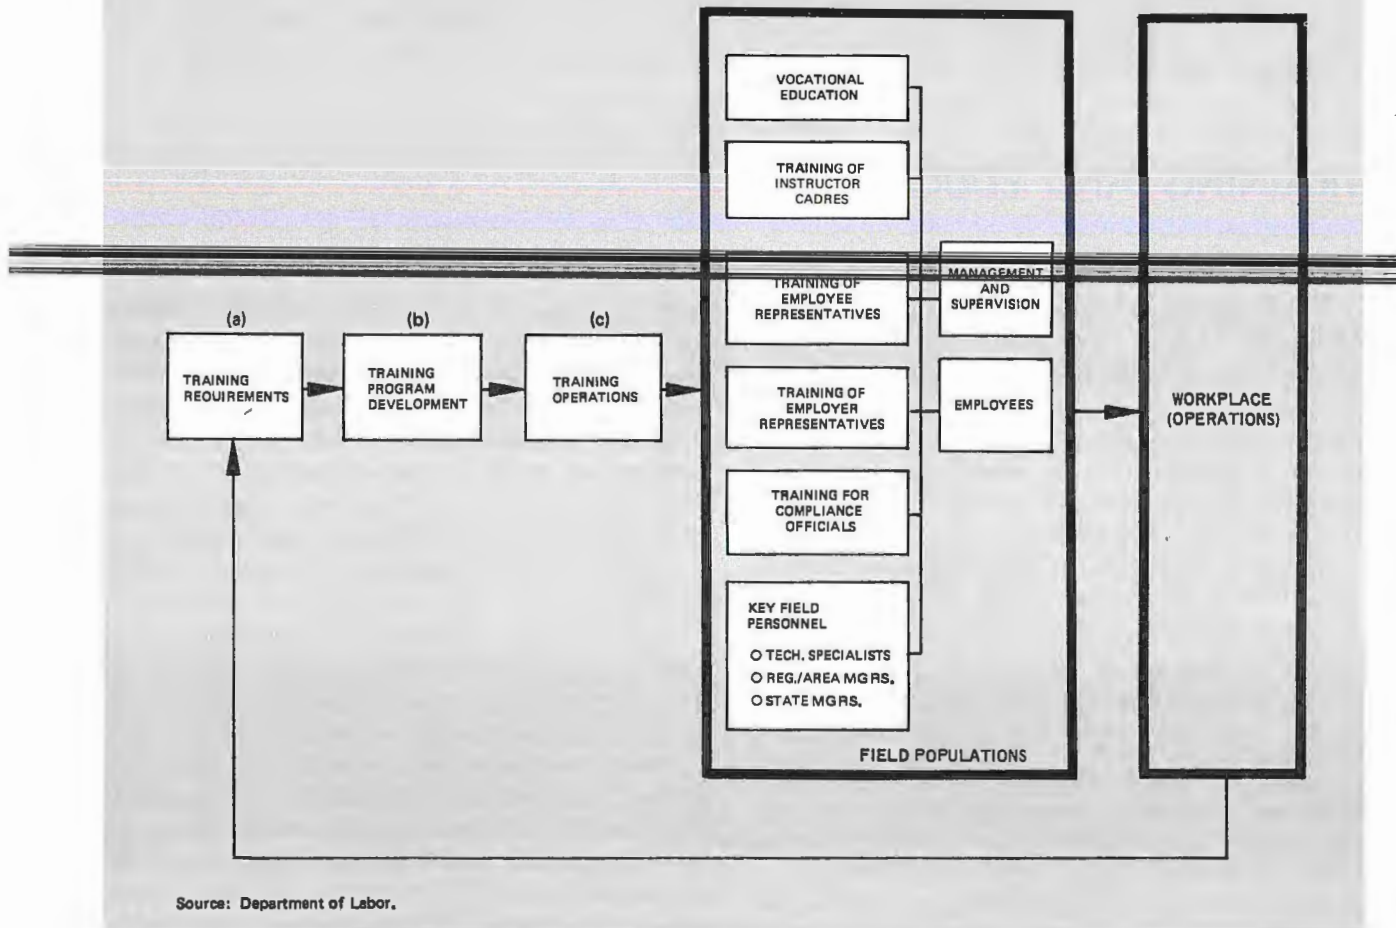 (a)
TRAINING
REQUIREMENTS
(b)
TRAINING
PROGRAM
DEVELOPMENT
(c)
TRAINING
OPERATIONS
VOCATIONAL
EDUCATION
TRAINING OF
INSTRUCTOR
CADRES
TRAINING OF
EMPLOYEE
REPRESENTATIVES
TRAINING OF
EMPLOYER
REPRESENTATIVES
TRAINING FOR
COMPLIANCE
OFFICIALS
KEY FIELD
PERSONNEL
O TECH. SPECIALISTS
O REG./AREA MGRS.
O STATE MGRS.
MANAGEMENT
AND
SUPERVISION
EMPLOYEES
FIELD POPULATIONS
WORKPLACE
(OPERATIONS)
Source: Department of Labor.